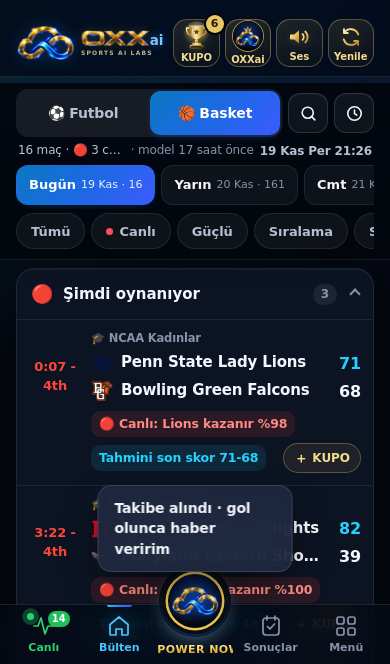 OXX ai
SPORTS AI LABS
6
KUPO
OXXai
Ses
Yenile
Futbol
Basket
16 maç · 3 c... · model 17 saat önce 19 Kas Per 21:26
Bugün 19 Kas · 16
Yarın 20 Kas · 161
Cmt 21 K
Tümü
Canlı
Güçlü
Sıralama
Şimdi oynanıyor
3
NCAA Kadınlar
0:07 - 4th
Penn State Lady Lions 71
Bowling Green Falcons 68
Canlı: Lions kazanır %98
Tahmini son skor 71-68
+ KUPO
3:22 - 4th
82
39
Takibe alındı · gol
olunca haber
veririm
kazanır %100
14
Canlı
Bülten
POWER NOW
Sonuçlar
Menü